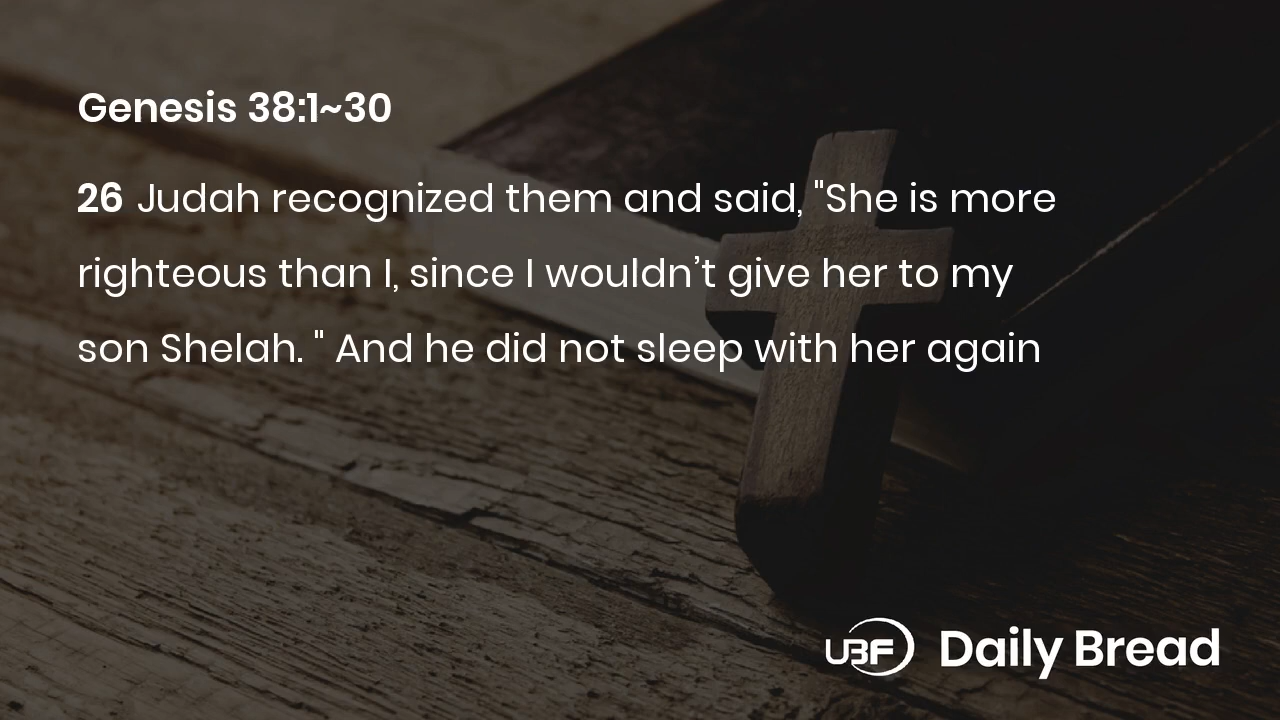 Genesis 38:1~30
26 Judah recognized them and said, "She is more
righteous than I, since I wouldn’t give her to my
son Shelah. " And he did not sleep with her again
UBF Daily Bread